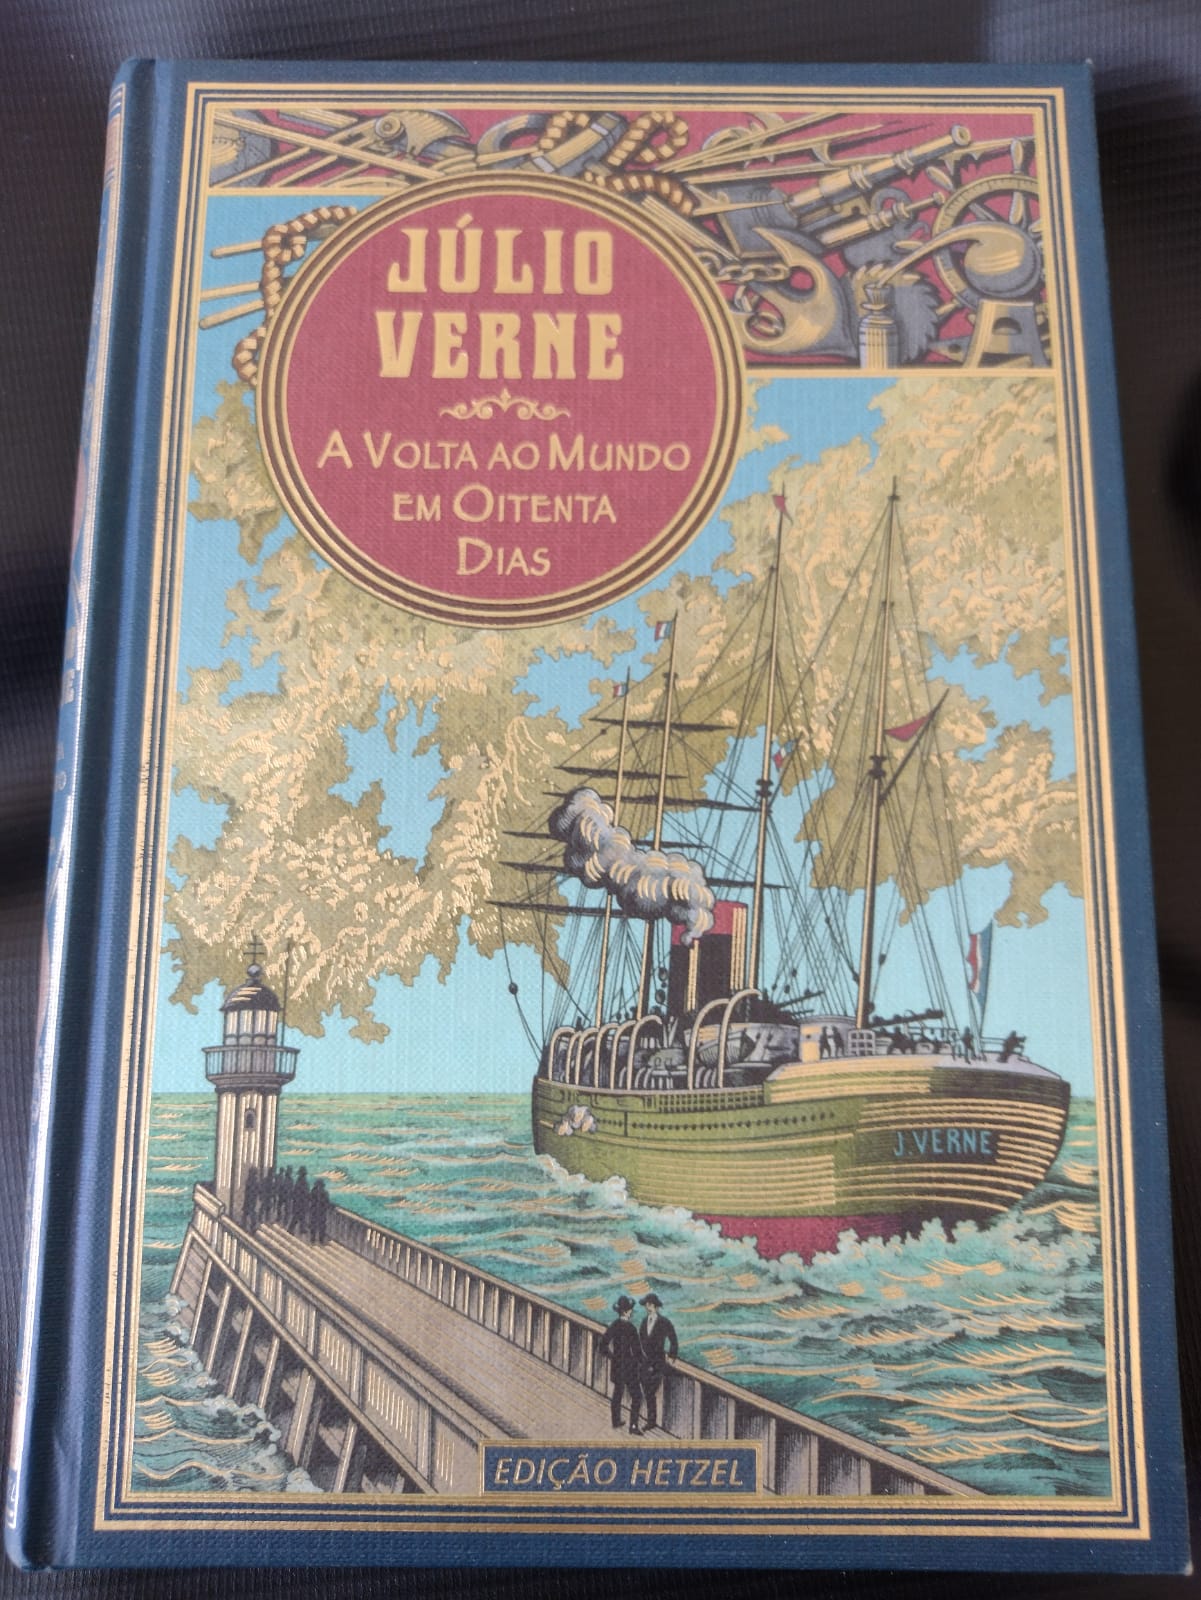 JÚLIO
VERNE
A VOLTA AO MUNDO
EM OITENTA
DIAS
J. VERNE
EDIÇÃO HETZEL